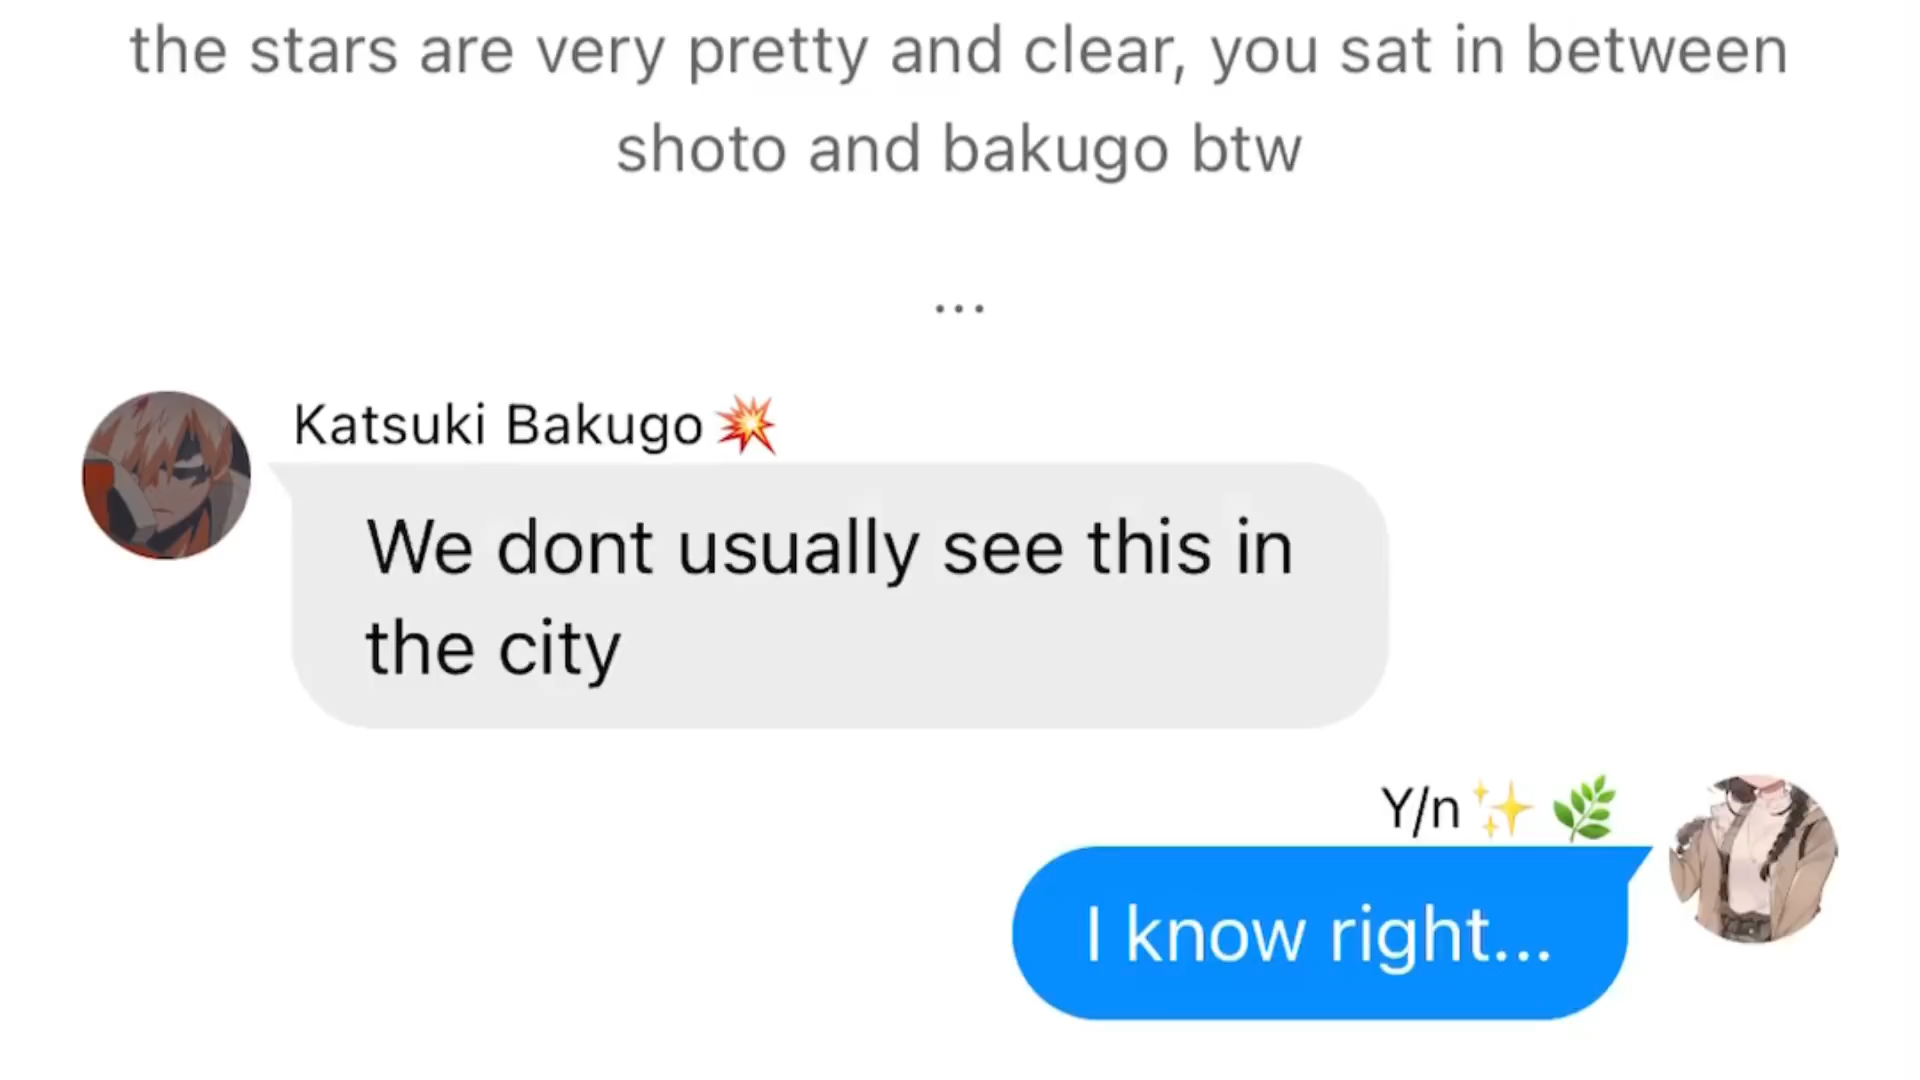 the stars are very pretty and clear, you sat in between
shoto and bakugo btw
...
Katsuki Bakugo💥
We dont usually see this in
the city
Y/n✨🌿
I know right...